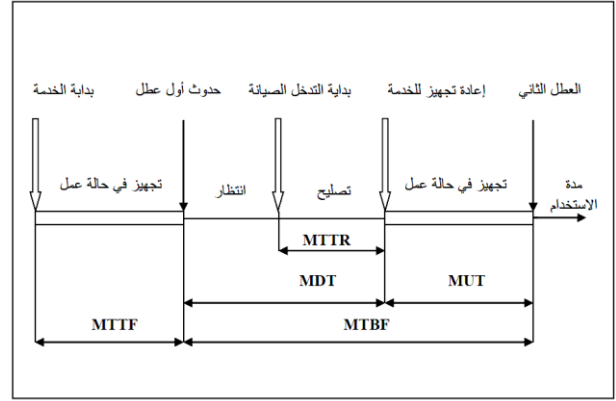 بداية الخدمة
حدوث أول عطل
بداية التدخل الصيانة
إعادة تجهيز للخدمة
العطل الثاني
تجهيز في حالة عمل
انتظار
تصليح
تجهيز في حالة عمل
مدة
الاستخدام
MTTR
MDT
MUT
MTTF
MTBF